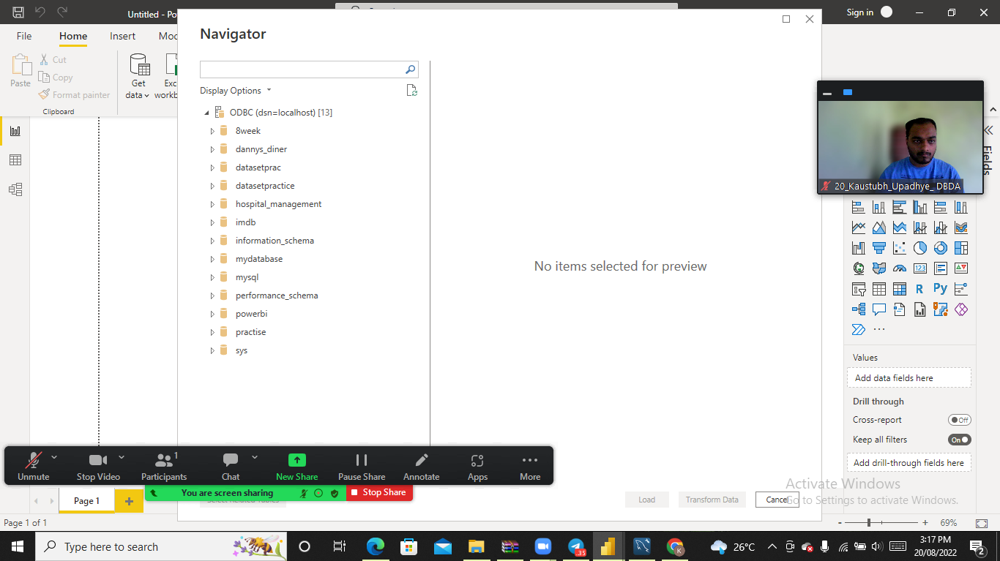 Untitled - Po
Sign in
File
Home
Insert
Mod
Navigator
Paste
Cut
Copy
Format painter
Clipboard
Get
data
Exc
workb
Display Options
ODBC (dsn=localhost) [13]
8week
dannys_diner
datasetprac
datasetpractice
hospital_management
imdb
information_schema
mydatabase
mysql
performance_schema
powerbi
practise
sys
No items selected for preview
20_Kaustubh_Upadhye_ DBDA
Fields
123
R
Py
Values
Add data fields here
Drill through
Cross-report
Off
Keep all filters
On
Add drill-through fields here
1
Unmute
Stop Video
Participants
Chat
New Share
Pause Share
Annotate
Apps
More
You are screen sharing
Stop Share
Select Related Tables
Load
Transform Data
Cancel
Activate Windows
Go to Settings to activate Windows.
Page 1
Page 1 of 1
69%
Type here to search
35
K
26°C
3:17 PM
20/08/2022
2